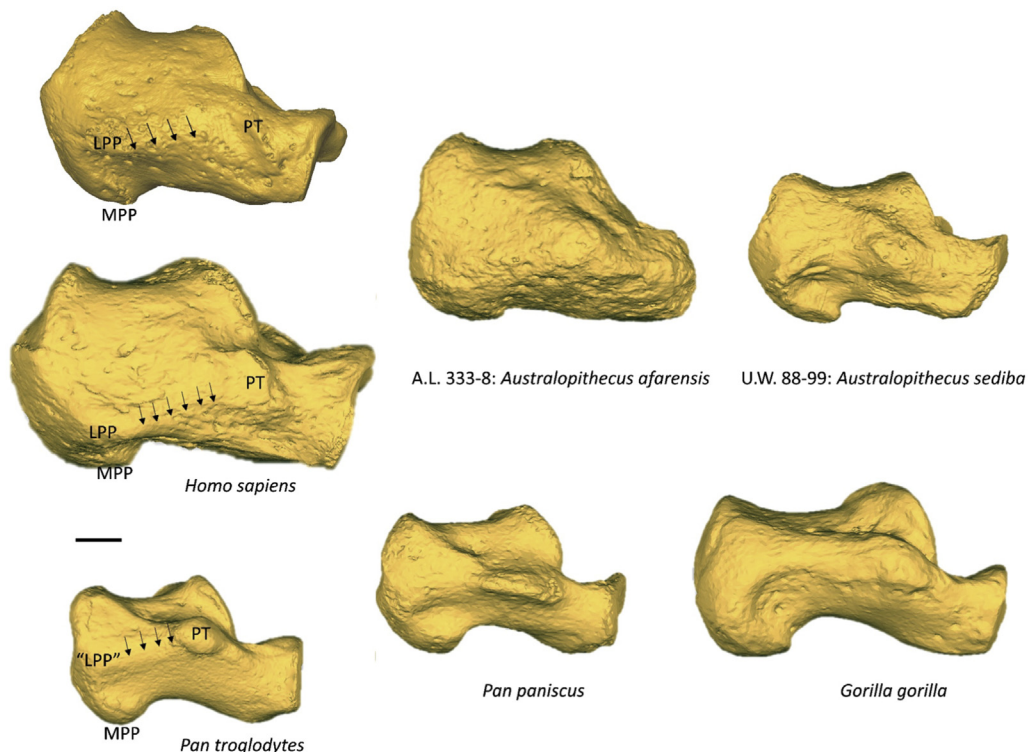 LPP
PT
MPP
PT
LPP
MPP
Homo sapiens
A.L. 333-8: Australopithecus afarensis
U.W. 88-99: Australopithecus sediba
PT
“LPP”
MPP
Pan troglodytes
Pan paniscus
Gorilla gorilla